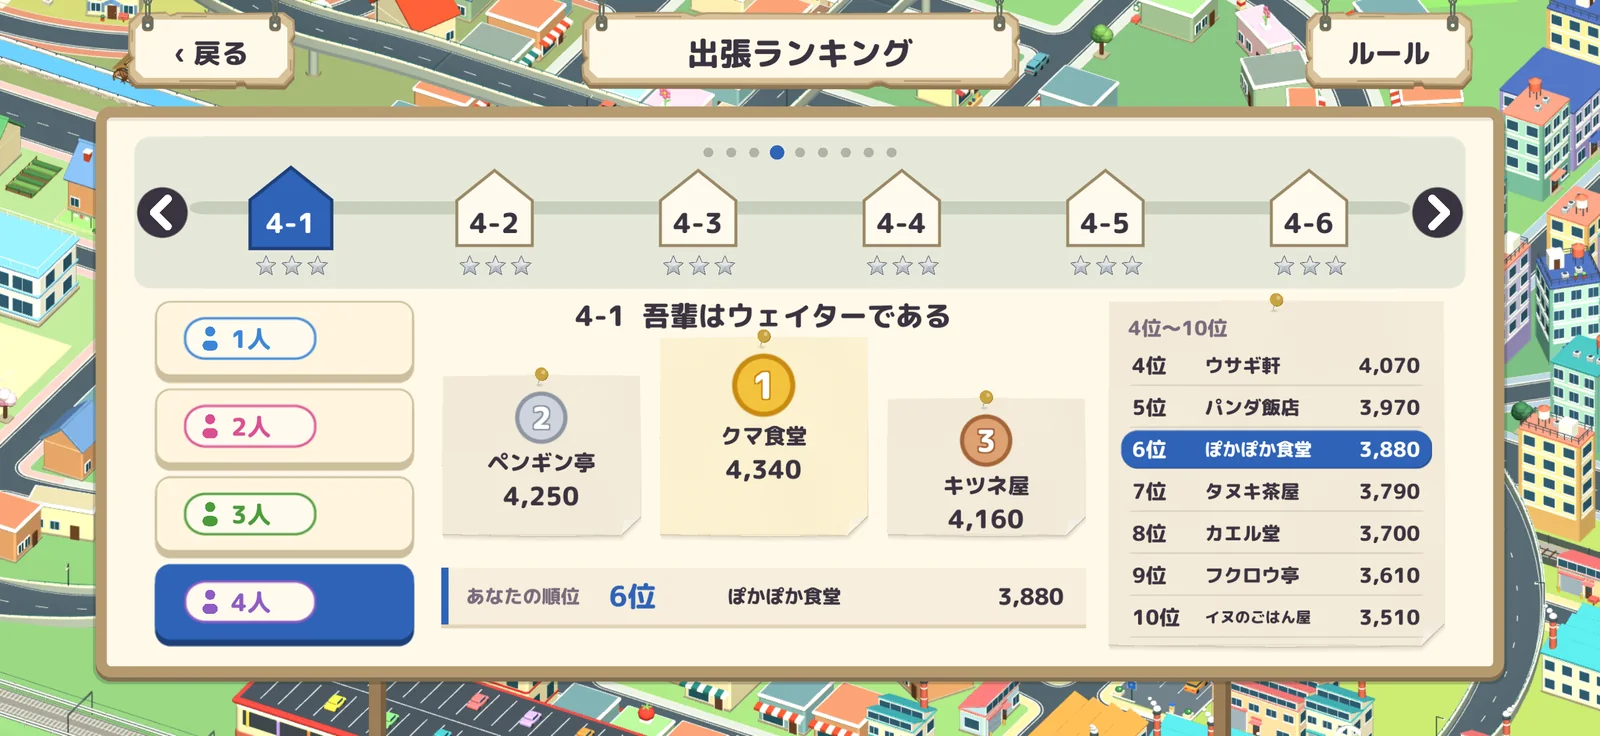 ‹ 戻る
出張ランキング
ルール
4-1
4-2
4-3
4-4
4-5
4-6
1人
2人
3人
4人
4-1 吾輩はウェイターである
2
ペンギン亭
4,250
1
クマ食堂
4,340
3
キツネ屋
4,160
あなたの順位 6位 ぽかぽか食堂 3,880
4位〜10位
4位 ウサギ軒 4,070
5位 パンダ飯店 3,970
6位 ぽかぽか食堂 3,880
7位 タヌキ茶屋 3,790
8位 カエル堂 3,700
9位 フクロウ亭 3,610
10位 イヌのごはん屋 3,510